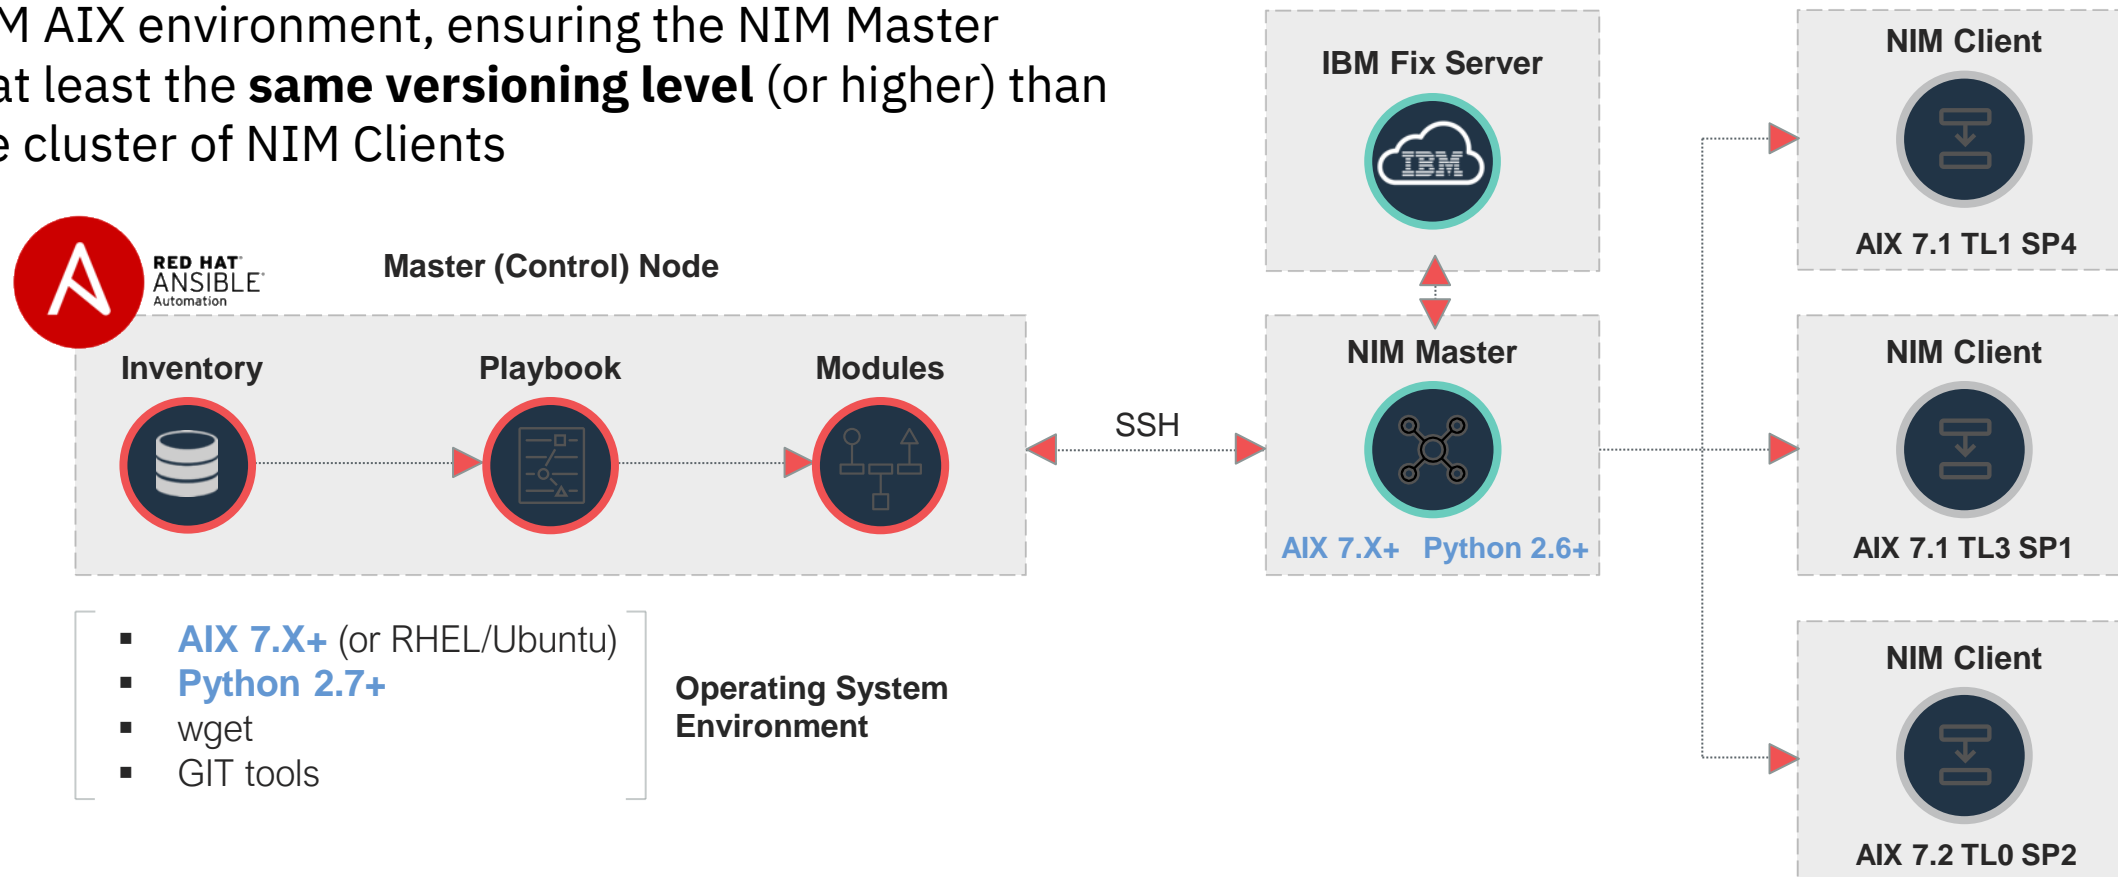 M AIX environment, ensuring the NIM Master
at least the same versioning level (or higher) than
e cluster of NIM Clients
RED HAT
ANSIBLE
Automation
Master (Control) Node
Inventory
Playbook
Modules
SSH
IBM Fix Server
IBM
NIM Master
AIX 7.X+ Python 2.6+
NIM Client
AIX 7.1 TL1 SP4
NIM Client
AIX 7.1 TL3 SP1
NIM Client
AIX 7.2 TL0 SP2
▪ AIX 7.X+ (or RHEL/Ubuntu)
▪ Python 2.7+
▪ wget
▪ GIT tools
Operating System
Environment